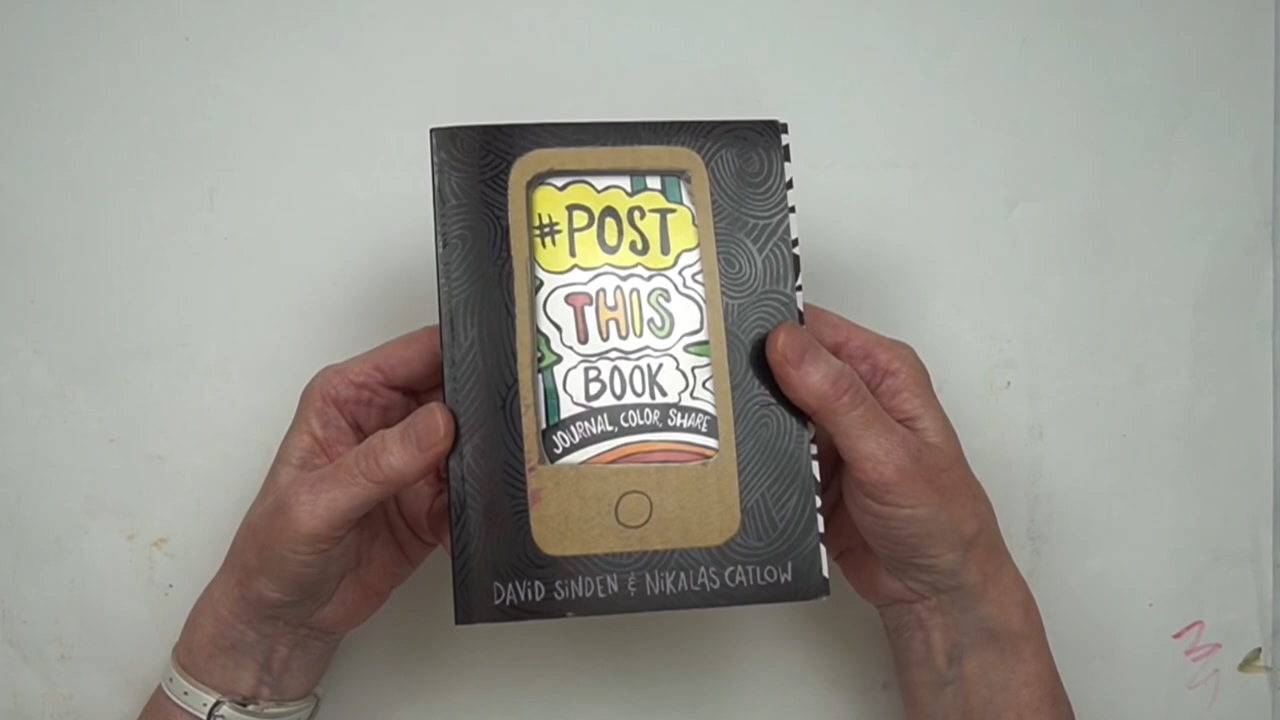 #POST
THIS
BOOK
JOURNAL, COLOR, SHARE
DAViD SiNDEN & NiKALAS CATLOW